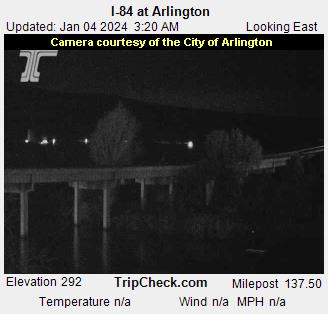 I-84 at Arlington
Updated: Jan 04 2024 3:20 AM Looking East
Camera courtesy of the City of Arlington
Elevation 292 TripCheck.com Milepost 137.50
Temperature n/a Wind n/a MPH n/a